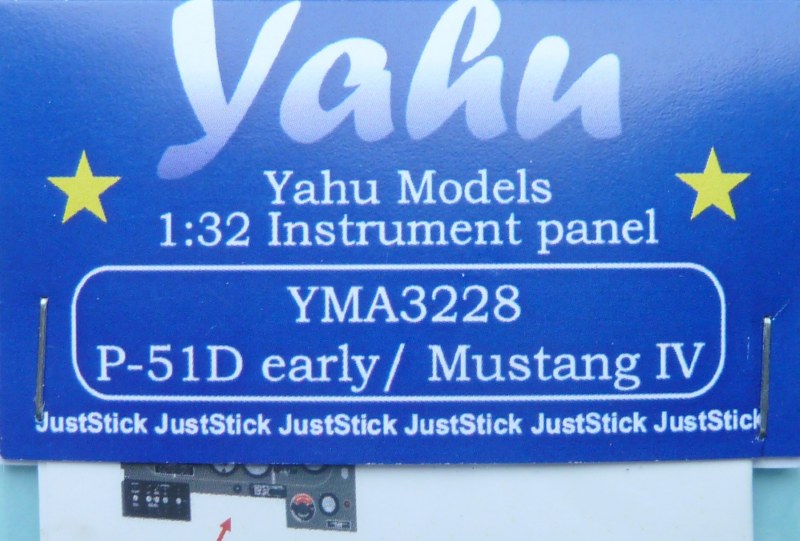 Yahu
Yahu Models
1:32 Instrument panel
YMA3228
P-51D early/ Mustang IV
JustStick JustStick JustStick JustStick JustStick JustStick